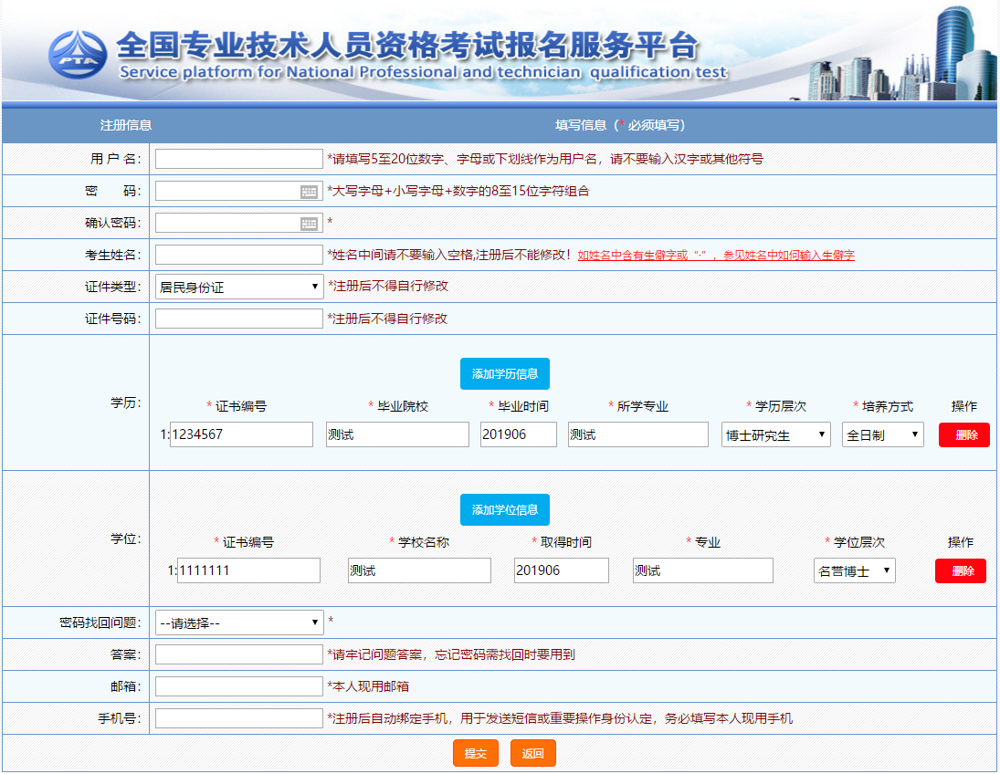 全国专业技术人员资格考试报名服务平台
PTA
Service platform for National Professional and technician qualification test
注册信息 填写信息（* 必须填写）
用 户 名： *请填写5至20位数字、字母或下划线作为用户名，请不要输入汉字或其他符号
密 码： *大写字母+小写字母+数字的8至15位字符组合
确认密码： *
考生姓名： *姓名中间请不要输入空格,注册后不能修改！如姓名中含有生僻字或“·”，参见姓名中如何输入生僻字
证件类型： 居民身份证 *注册后不得自行修改
证件号码： *注册后不得自行修改
添加学历信息
学历：
* 证书编号 * 毕业院校 * 毕业时间 * 所学专业 * 学历层次 * 培养方式 操作
1:1234567 测试 201906 测试 博士研究生 全日制 删除
添加学位信息
学位：
* 证书编号 * 学校名称 * 取得时间 * 专业 * 学位层次 操作
1:1111111 测试 201906 测试 名誉博士 删除
密码找回问题： --请选择-- *
答案： *请牢记问题答案，忘记密码需找回时要用到
邮箱： *本人现用邮箱
手机号： *注册后自动绑定手机，用于发送短信或重要操作身份认定，务必填写本人现用手机
提交 返回